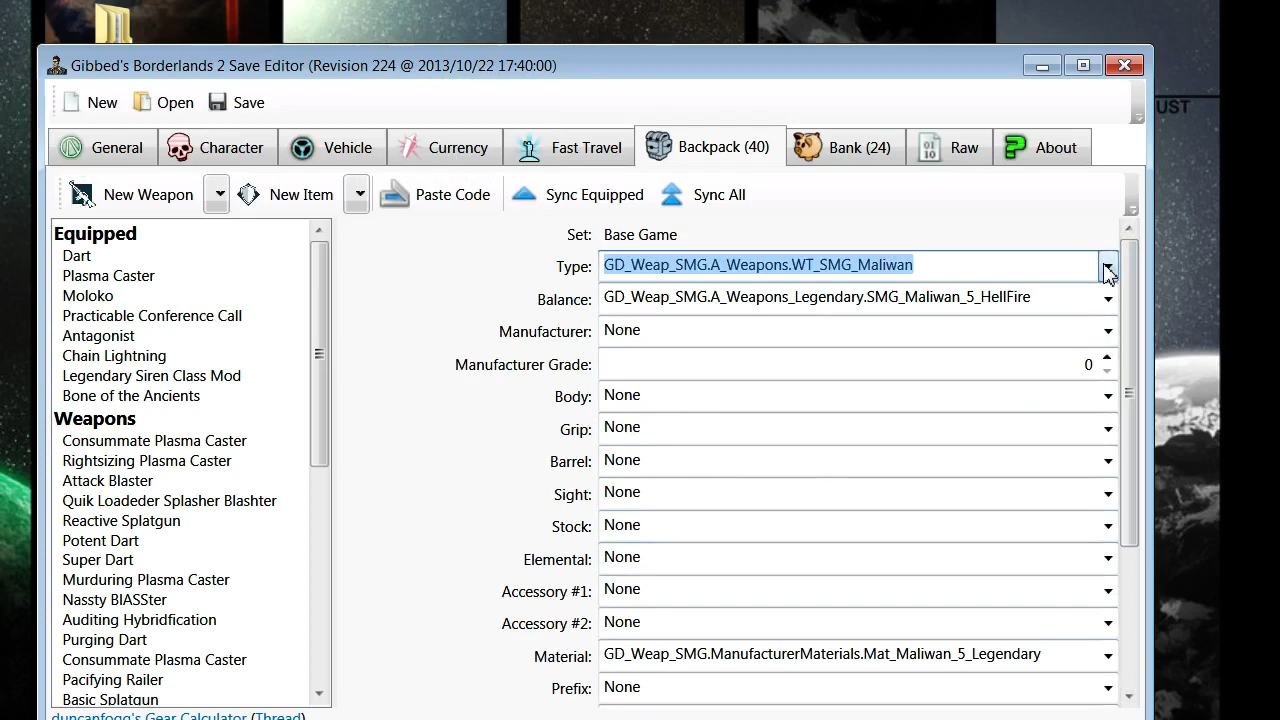 Gibbed's Borderlands 2 Save Editor (Revision 224 @ 2013/10/22 17:40:00)
New Open Save
UST
General Character Vehicle Currency Fast Travel Backpack (40) Bank (24) Raw About
New Weapon New Item Paste Code Sync Equipped Sync All
Equipped
Dart
Plasma Caster
Moloko
Practicable Conference Call
Antagonist
Chain Lightning
Legendary Siren Class Mod
Bone of the Ancients
Weapons
Consummate Plasma Caster
Rightsizing Plasma Caster
Attack Blaster
Quik Loadeder Splasher Blashter
Reactive Splatgun
Potent Dart
Super Dart
Murduring Plasma Caster
Nassty BIASSter
Auditing Hybridfication
Purging Dart
Consummate Plasma Caster
Pacifying Railer
Basic Splatgun
duncanfogg's Gear Calculator (Thread)
Set: Base Game
Type: GD_Weap_SMG.A_Weapons.WT_SMG_Maliwan
Balance: GD_Weap_SMG.A_Weapons_Legendary.SMG_Maliwan_5_HellFire
Manufacturer: None
Manufacturer Grade: 0
Body: None
Grip: None
Barrel: None
Sight: None
Stock: None
Elemental: None
Accessory #1: None
Accessory #2: None
Material: GD_Weap_SMG.ManufacturerMaterials.Mat_Maliwan_5_Legendary
Prefix: None